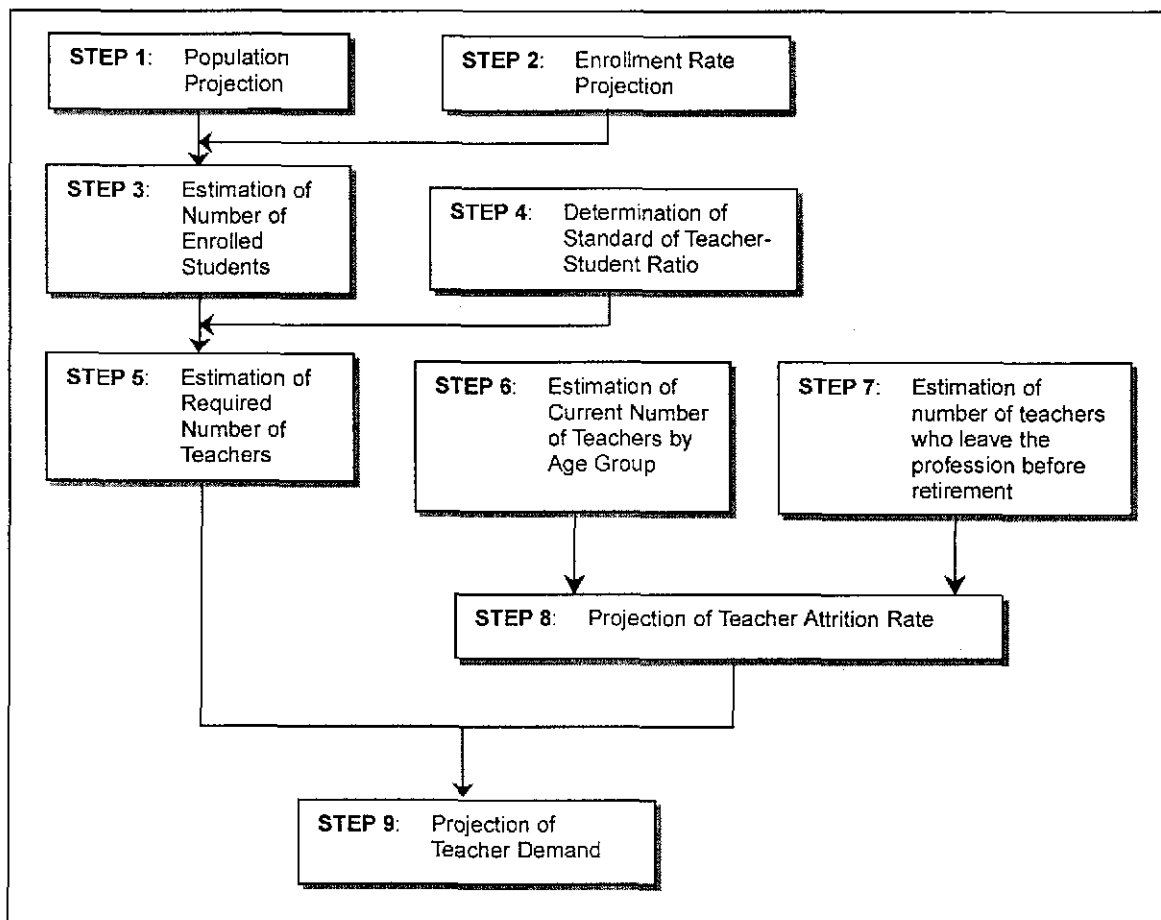 STEP 1: Population
Projection
STEP 2: Enrollment Rate
Projection
STEP 3: Estimation of
Number of
Enrolled
Students
STEP 4: Determination of
Standard of Teacher-
Student Ratio
STEP 5: Estimation of
Required
Number of
Teachers
STEP 6: Estimation of
Current Number
of Teachers by
Age Group
STEP 7: Estimation of
number of teachers
who leave the
profession before
retirement
STEP 8: Projection of Teacher Attrition Rate
STEP 9: Projection of
Teacher Demand